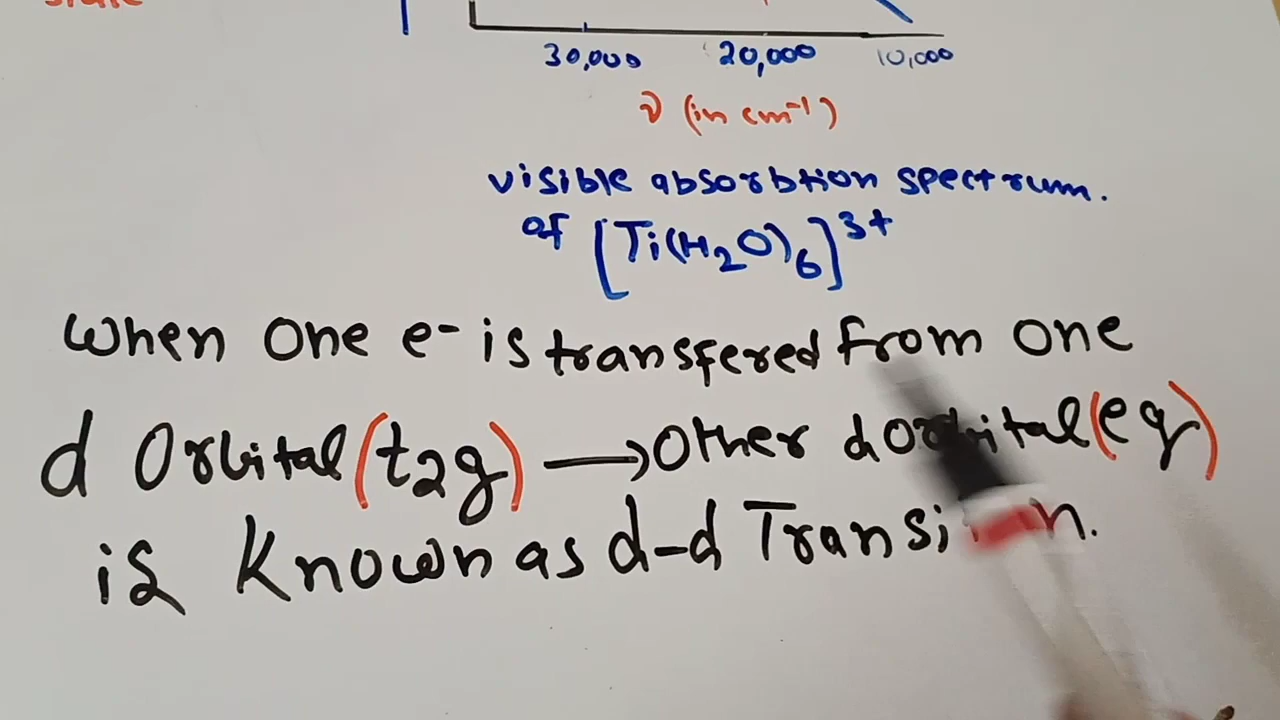 state
30,000 20,000 10,000
ν̄ (in cm⁻¹)
visible absorbtion spectrum.
of [Ti(H₂O)₆]³⁺
When One e⁻ is transfered from one
d Orbital (t₂g) → Other d Orbital (eg)
is Known as d-d